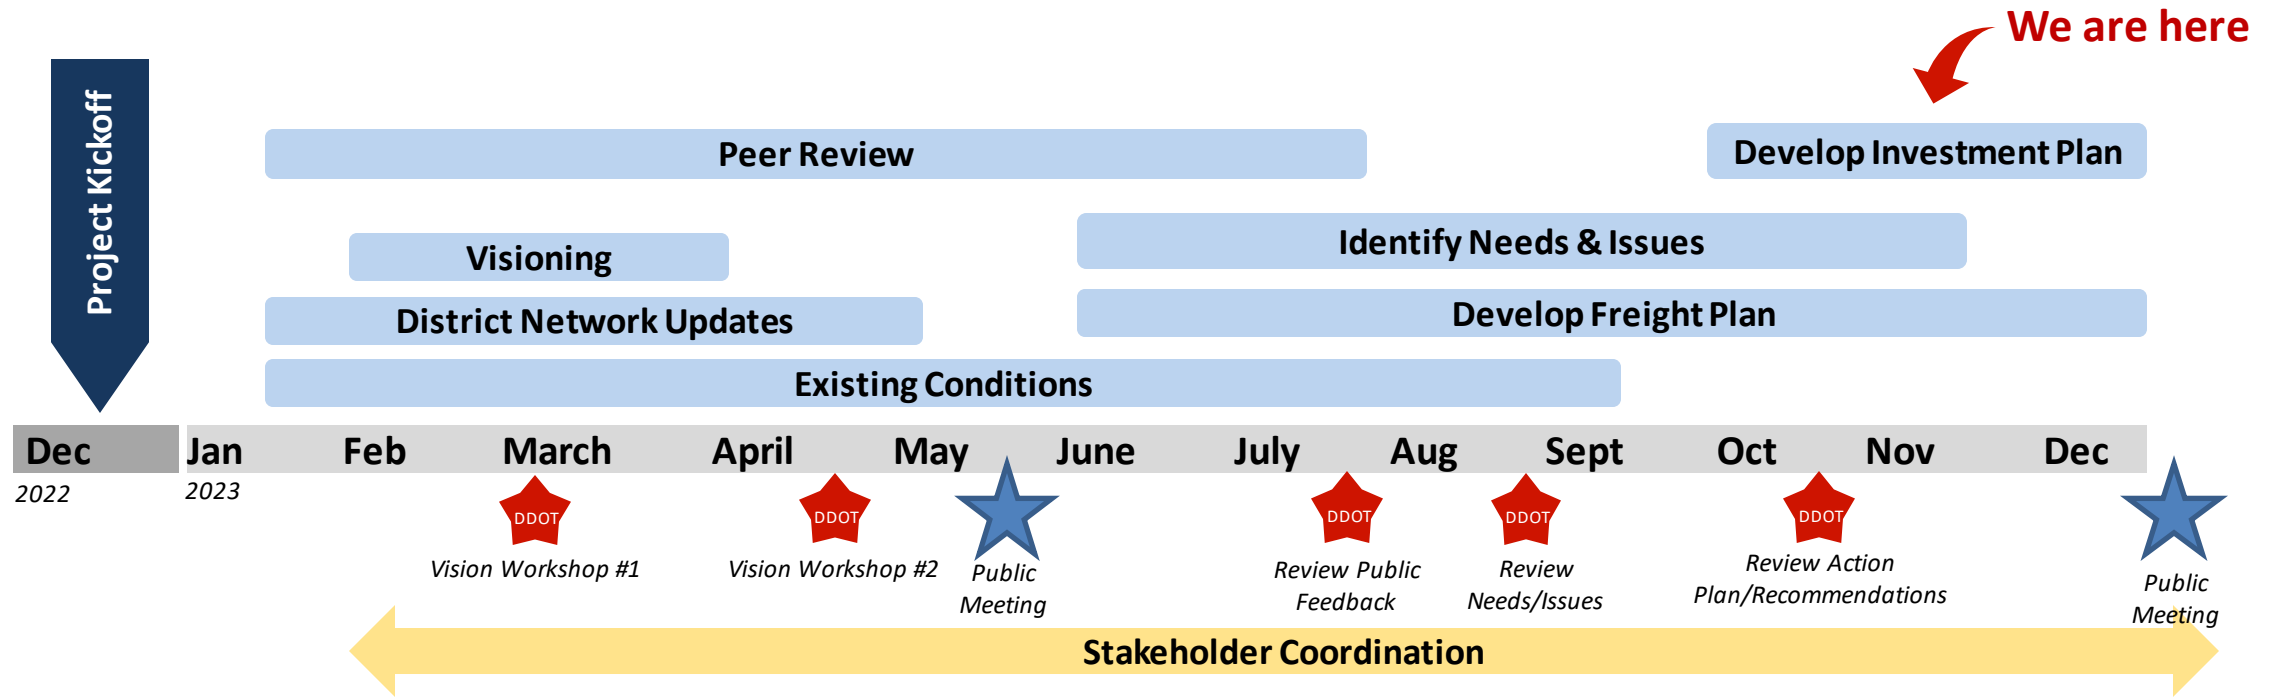 We are here
Project Kickoff
Peer Review
Develop Investment Plan
Visioning
Identify Needs & Issues
District Network Updates
Develop Freight Plan
Existing Conditions
Dec Jan Feb March April May June July Aug Sept Oct Nov Dec
2022 2023
DDOT DDOT DDOT DDOT DDOT
Vision Workshop #1
Vision Workshop #2
Public
Meeting
Review Public
Feedback
Review
Needs/Issues
Review Action
Plan/Recommendations
Public
Meeting
Stakeholder Coordination